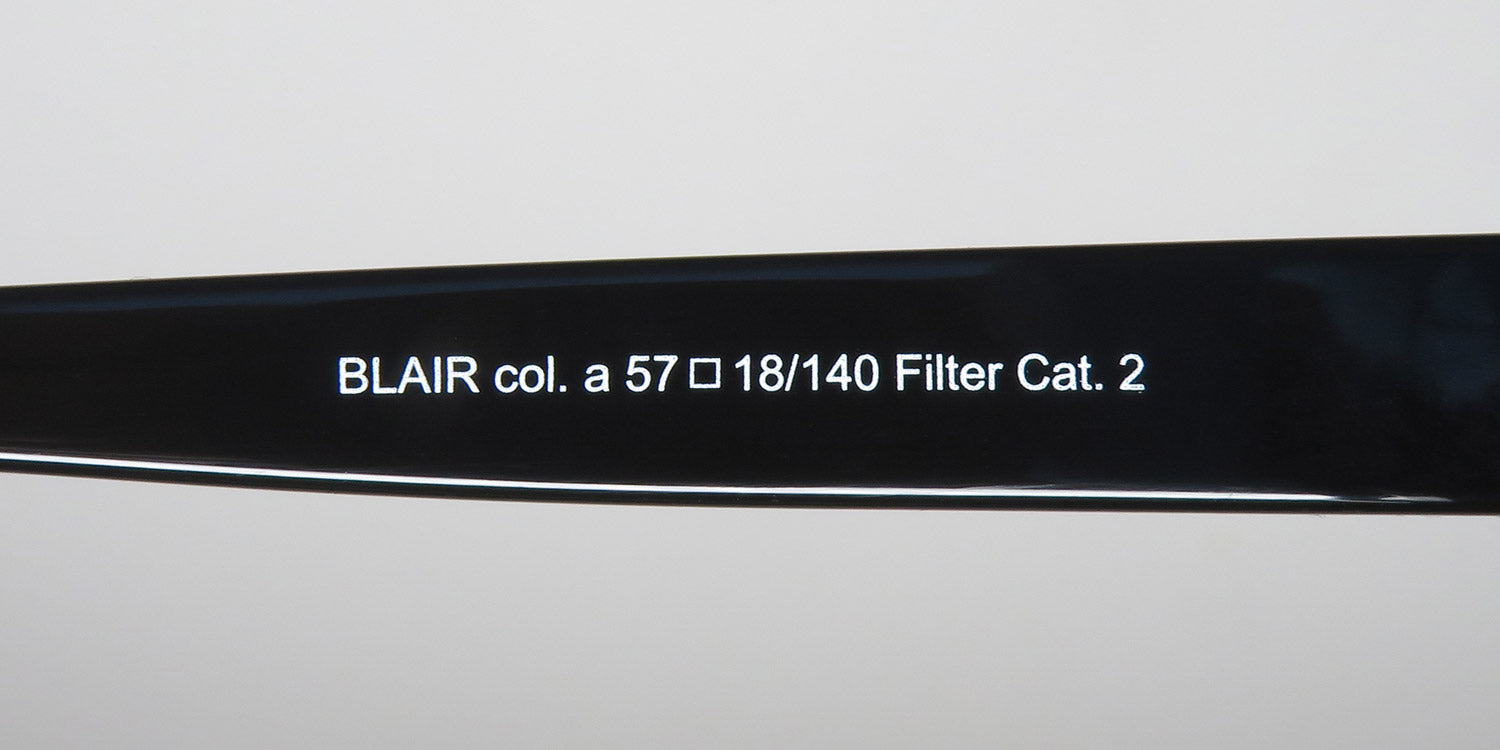 BLAIR col. a 57□18/140 Filter Cat. 2